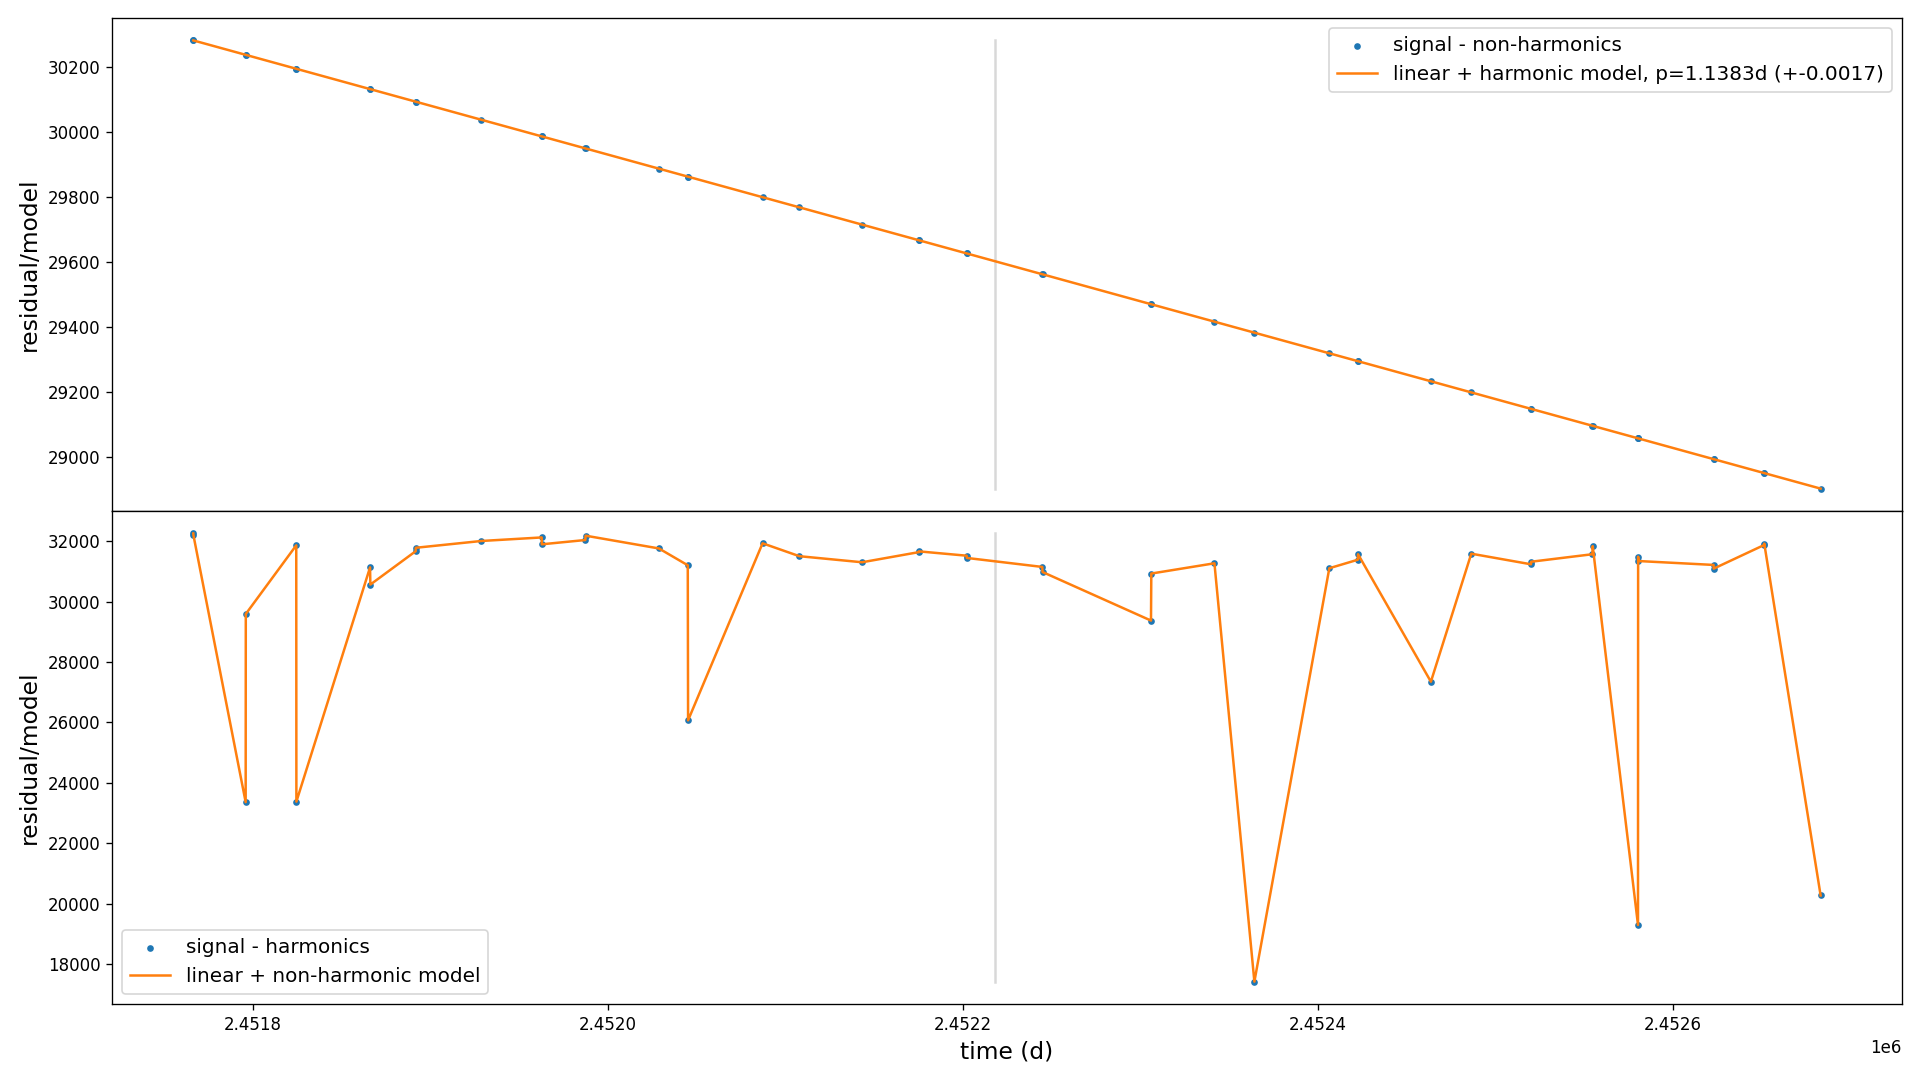 residual/model
30200
30000
29800
29600
29400
29200
29000
signal - non-harmonics
linear + harmonic model, p=1.1383d (+-0.0017)
residual/model
32000
30000
28000
26000
24000
22000
20000
18000
signal - harmonics
linear + non-harmonic model
2.4518
2.4520
2.4522
2.4524
2.4526
1e6
time (d)